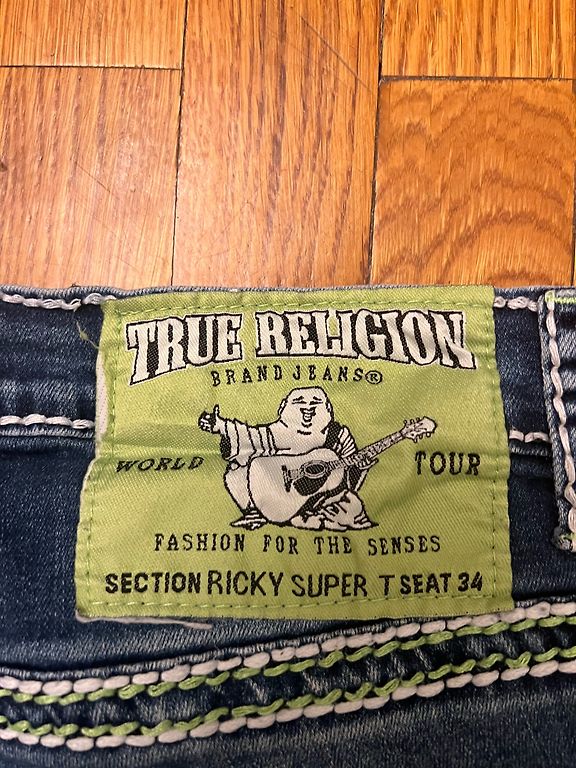 TRUE RELIGION
BRAND JEANS®
WORLD TOUR
FASHION FOR THE SENSES
SECTION RICKY SUPER T SEAT 34